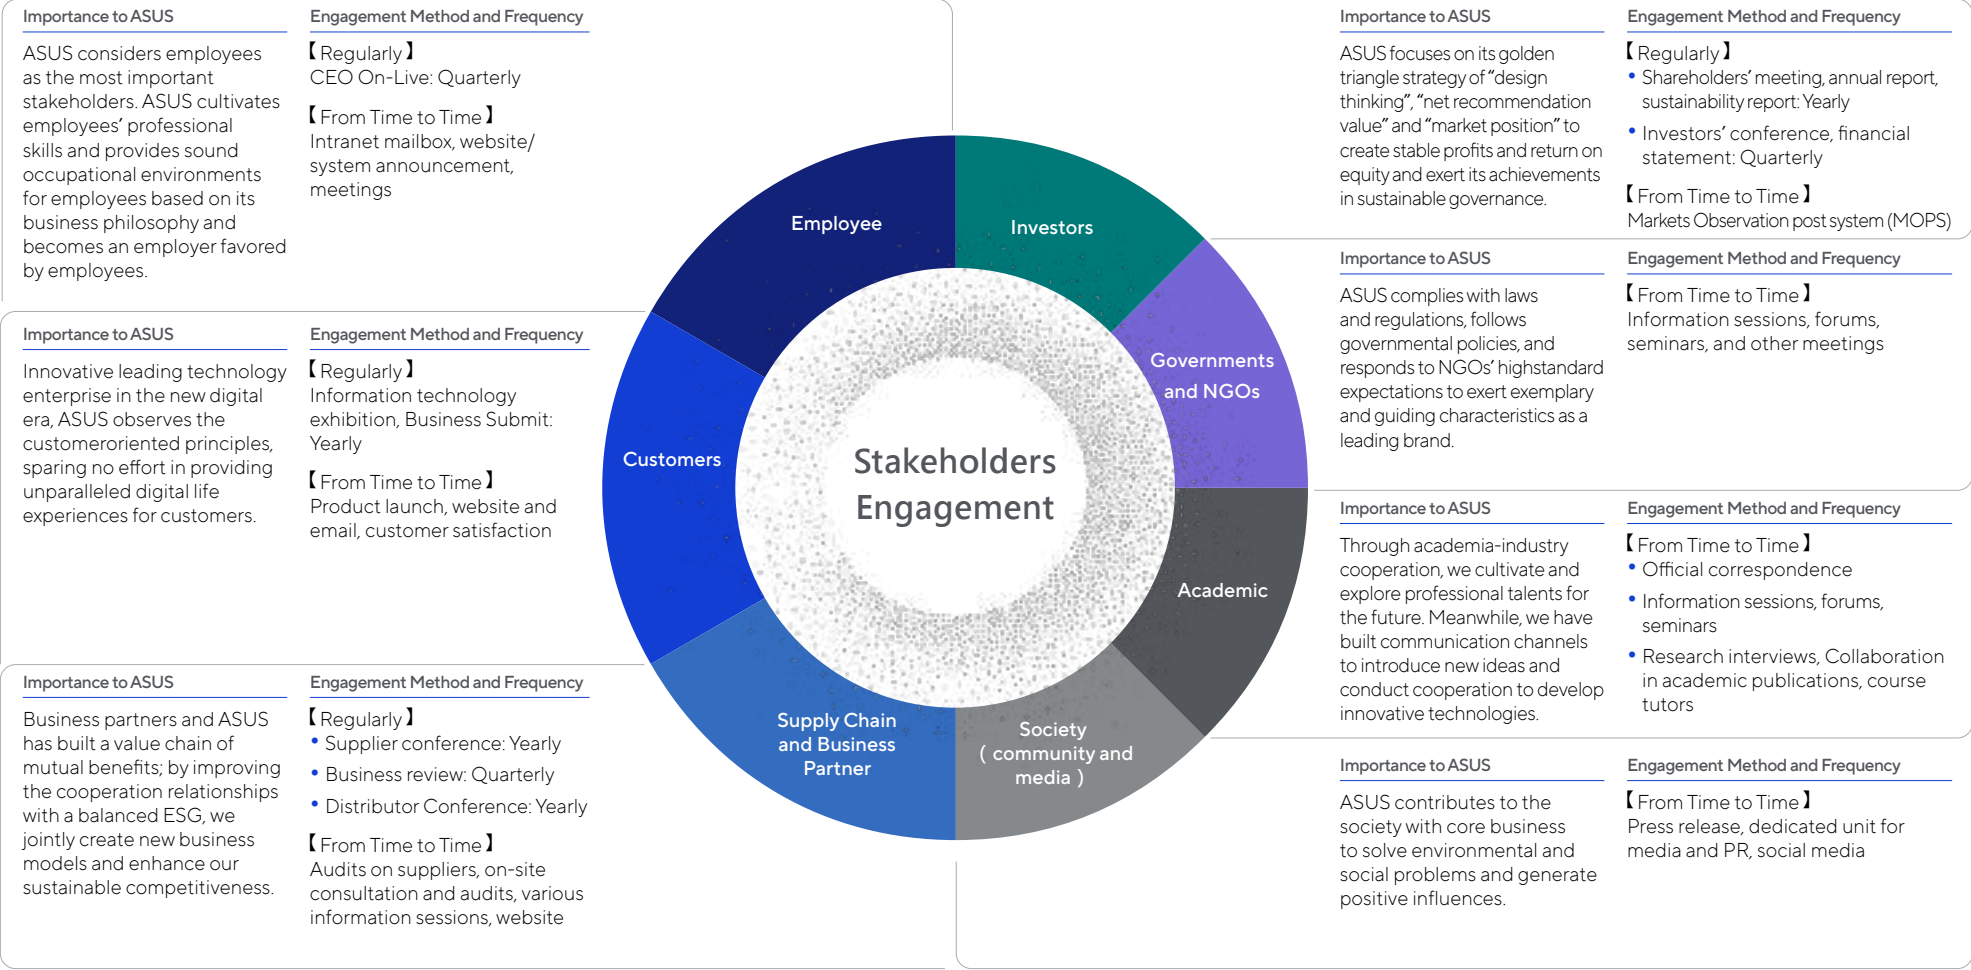 Importance to ASUS
ASUS considers employees
as the most important
stakeholders. ASUS cultivates
employees’ professional
skills and provides sound
occupational environments
for employees based on its
business philosophy and
becomes an employer favored
by employees.
Engagement Method and Frequency
【Regularly】
CEO On-Live: Quarterly
【From Time to Time】
Intranet mailbox, website/
system announcement,
meetings
Importance to ASUS
Innovative leading technology
enterprise in the new digital
era, ASUS observes the
customeroriented principles,
sparing no effort in providing
unparalleled digital life
experiences for customers.
Engagement Method and Frequency
【Regularly】
Information technology
exhibition, Business Submit:
Yearly
【From Time to Time】
Product launch, website and
email, customer satisfaction
Importance to ASUS
Business partners and ASUS
has built a value chain of
mutual benefits; by improving
the cooperation relationships
with a balanced ESG, we
jointly create new business
models and enhance our
sustainable competitiveness.
Engagement Method and Frequency
【Regularly】
• Supplier conference: Yearly
• Business review: Quarterly
• Distributor Conference: Yearly
【From Time to Time】
Audits on suppliers, on-site
consultation and audits, various
information sessions, website
Employee
Investors
Governments
and NGOs
Customers
Stakeholders
Engagement
Academic
Supply Chain
and Business
Partner
Society
( community and
media )
Importance to ASUS
ASUS focuses on its golden
triangle strategy of “design
thinking”, “net recommendation
value” and “market position” to
create stable profits and return on
equity and exert its achievements
in sustainable governance.
Engagement Method and Frequency
【Regularly】
• Shareholders’ meeting, annual report,
sustainability report: Yearly
• Investors’ conference, financial
statement: Quarterly
【From Time to Time】
Markets Observation post system (MOPS)
Importance to ASUS
ASUS complies with laws
and regulations, follows
governmental policies, and
responds to NGOs’ highstandard
expectations to exert exemplary
and guiding characteristics as a
leading brand.
Engagement Method and Frequency
【From Time to Time】
Information sessions, forums,
seminars, and other meetings
Importance to ASUS
Through academia-industry
cooperation, we cultivate and
explore professional talents for
the future. Meanwhile, we have
built communication channels
to introduce new ideas and
conduct cooperation to develop
innovative technologies.
Engagement Method and Frequency
【From Time to Time】
• Official correspondence
• Information sessions, forums,
seminars
• Research interviews, Collaboration
in academic publications, course
tutors
Importance to ASUS
ASUS contributes to the
society with core business
to solve environmental and
social problems and generate
positive influences.
Engagement Method and Frequency
【From Time to Time】
Press release, dedicated unit for
media and PR, social media